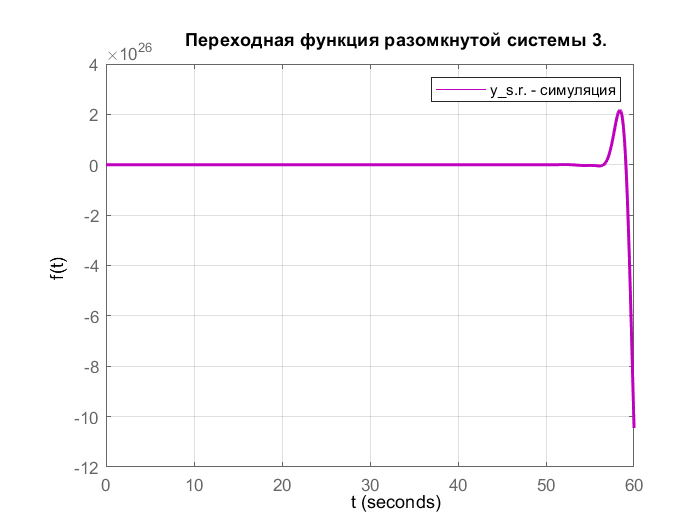 Переходная функция разомкнутой системы 3.
×10^26
y_s.r. - симуляция
4
2
0
-2
-4
-6
-8
-10
-12
f(t)
0 10 20 30 40 50 60
t (seconds)